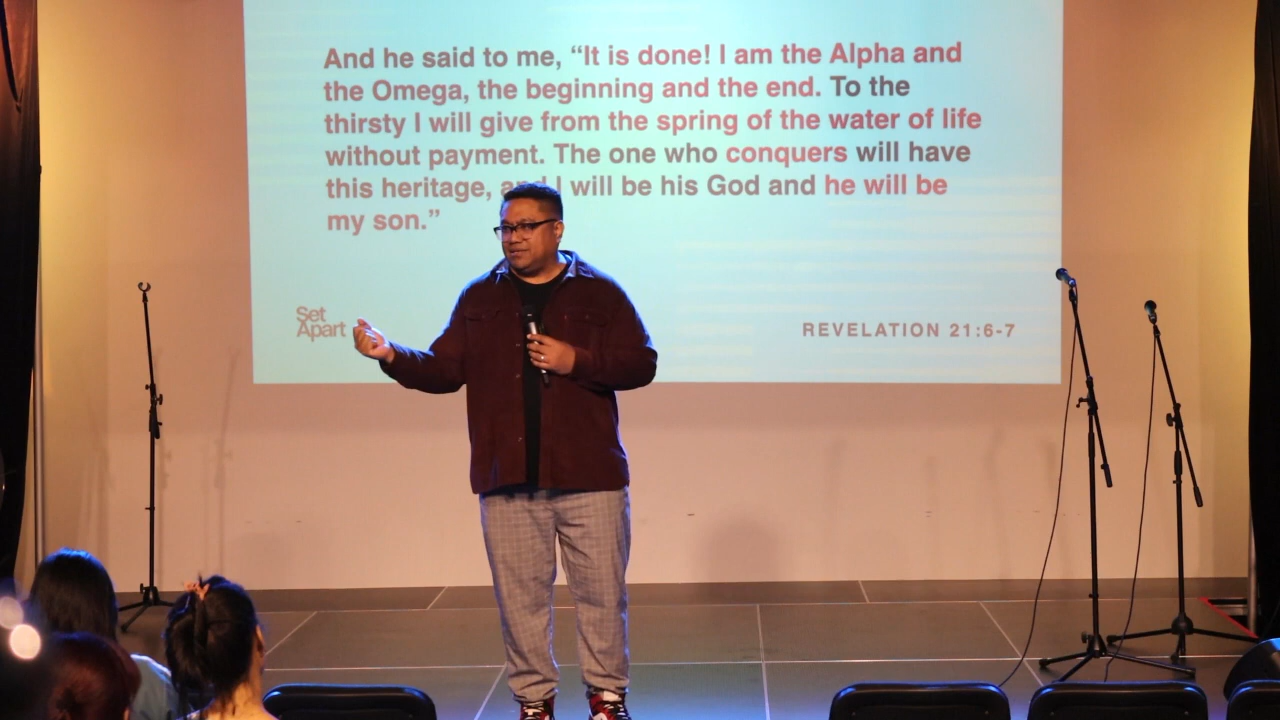 And he said to me, “It is done! I am the Alpha and
the Omega, the beginning and the end. To the
thirsty I will give from the spring of the water of life
without payment. The one who conquers will have
this heritage, and I will be his God and he will be
my son.”
Set
Apart
REVELATION 21:6-7